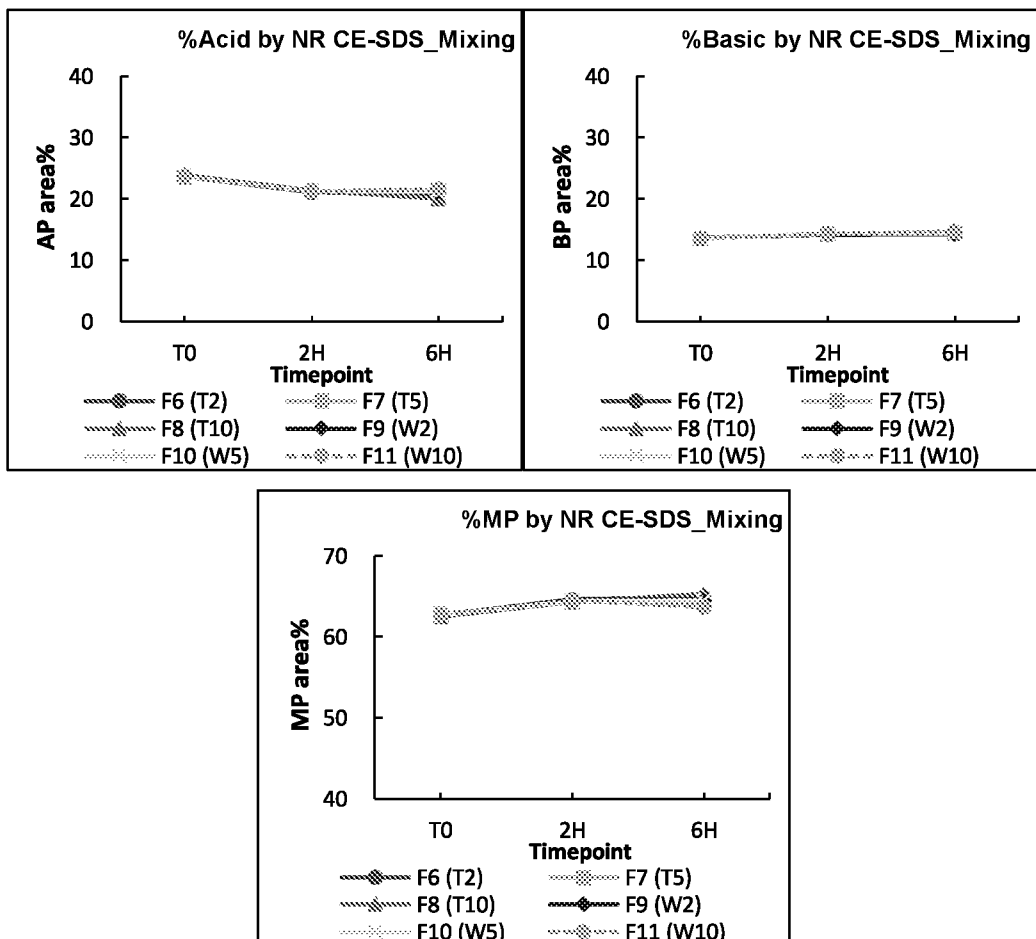 %Acid by NR CE-SDS_Mixing
AP area%
40
30
20
10
0
T0 2H 6H
Timepoint
F6 (T2) F7 (T5)
F8 (T10) F9 (W2)
F10 (W5) F11 (W10)
%Basic by NR CE-SDS_Mixing
BP area%
40
30
20
10
0
T0 2H 6H
Timepoint
F6 (T2) F7 (T5)
F8 (T10) F9 (W2)
F10 (W5) F11 (W10)
%MP by NR CE-SDS_Mixing
MP area%
70
60
50
40
T0 2H 6H
Timepoint
F6 (T2) F7 (T5)
F8 (T10) F9 (W2)
F10 (W5) F11 (W10)